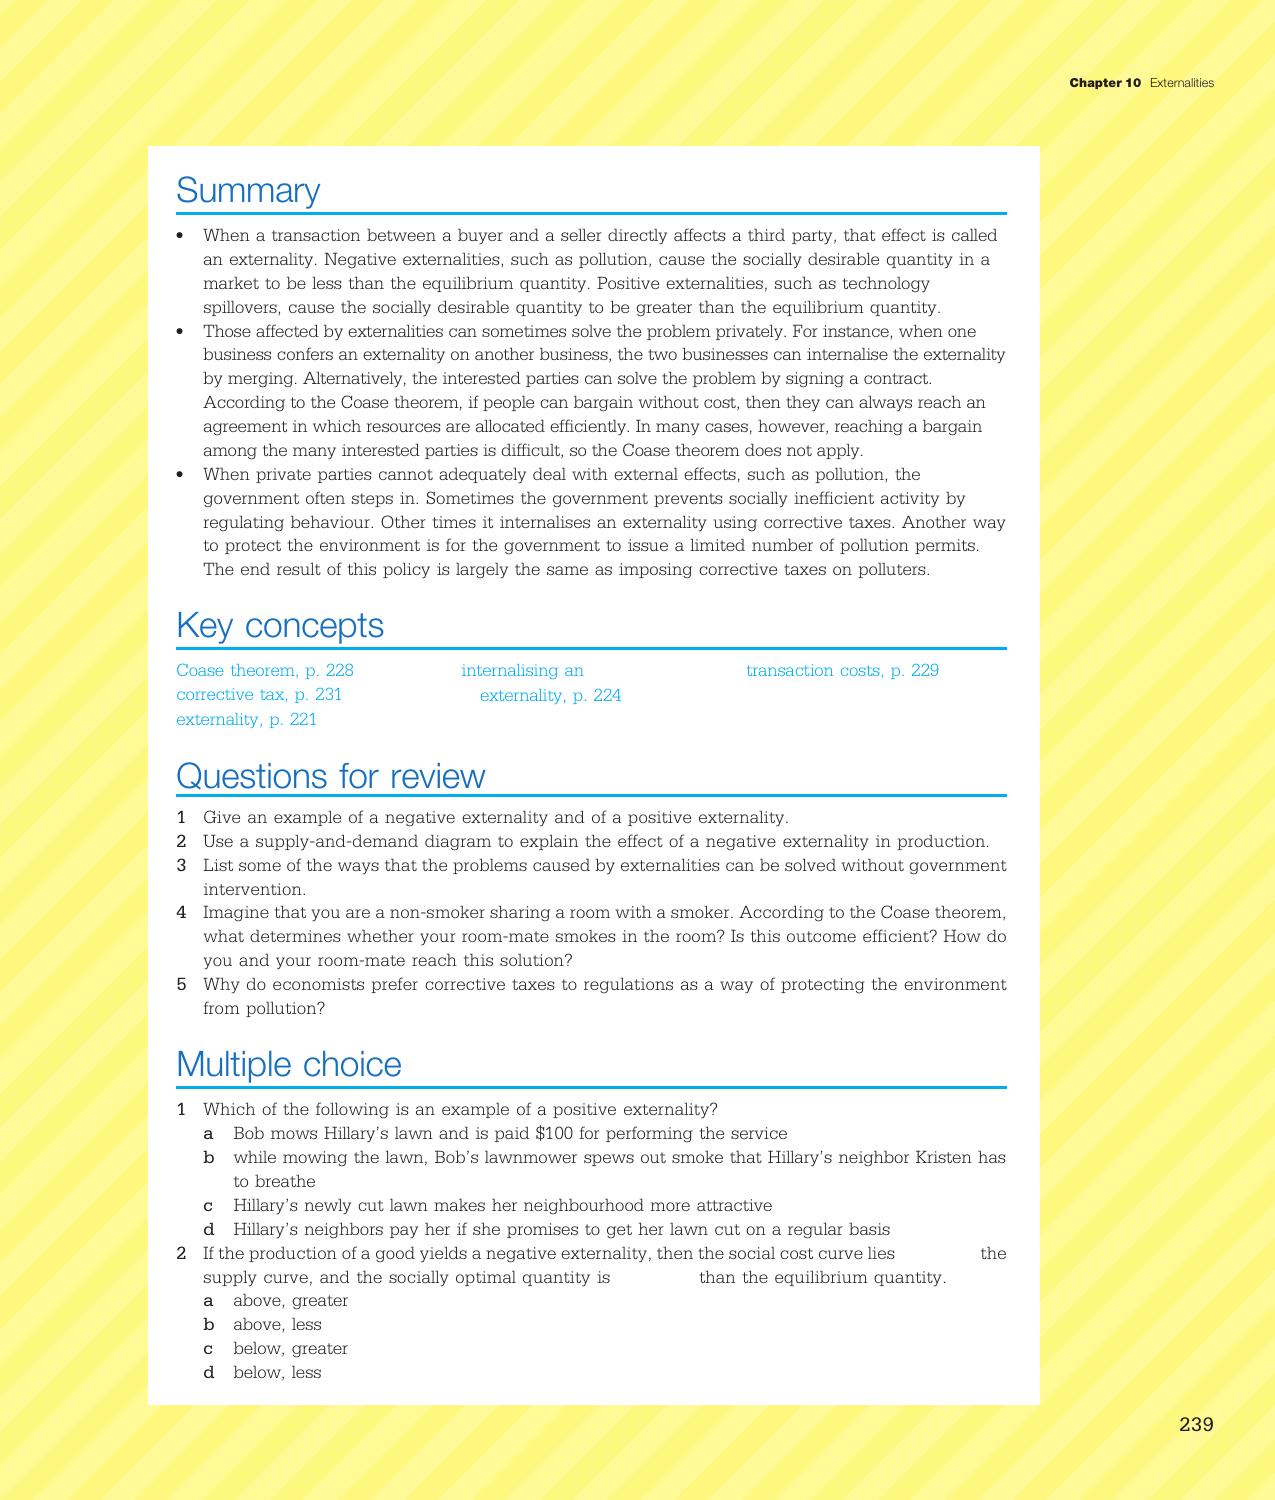 Chapter 10 Externalities
Summary
• When a transaction between a buyer and a seller directly affects a third party, that effect is called
an externality. Negative externalities, such as pollution, cause the socially desirable quantity in a
market to be less than the equilibrium quantity. Positive externalities, such as technology
spillovers, cause the socially desirable quantity to be greater than the equilibrium quantity.
• Those affected by externalities can sometimes solve the problem privately. For instance, when one
business confers an externality on another business, the two businesses can internalise the externality
by merging. Alternatively, the interested parties can solve the problem by signing a contract.
According to the Coase theorem, if people can bargain without cost, then they can always reach an
agreement in which resources are allocated efficiently. In many cases, however, reaching a bargain
among the many interested parties is difficult, so the Coase theorem does not apply.
• When private parties cannot adequately deal with external effects, such as pollution, the
government often steps in. Sometimes the government prevents socially inefficient activity by
regulating behaviour. Other times it internalises an externality using corrective taxes. Another way
to protect the environment is for the government to issue a limited number of pollution permits.
The end result of this policy is largely the same as imposing corrective taxes on polluters.
Key concepts
Coase theorem, p. 228
corrective tax, p. 231
externality, p. 221
internalising an
externality, p. 224
transaction costs, p. 229
Questions for review
1 Give an example of a negative externality and of a positive externality.
2 Use a supply-and-demand diagram to explain the effect of a negative externality in production.
3 List some of the ways that the problems caused by externalities can be solved without government
intervention.
4 Imagine that you are a non-smoker sharing a room with a smoker. According to the Coase theorem,
what determines whether your room-mate smokes in the room? Is this outcome efficient? How do
you and your room-mate reach this solution?
5 Why do economists prefer corrective taxes to regulations as a way of protecting the environment
from pollution?
Multiple choice
1 Which of the following is an example of a positive externality?
a Bob mows Hillary's lawn and is paid $100 for performing the service
b while mowing the lawn, Bob's lawnmower spews out smoke that Hillary's neighbor Kristen has
to breathe
c Hillary's newly cut lawn makes her neighbourhood more attractive
d Hillary's neighbors pay her if she promises to get her lawn cut on a regular basis
2 If the production of a good yields a negative externality, then the social cost curve lies the
supply curve, and the socially optimal quantity is than the equilibrium quantity.
a above, greater
b above, less
c below, greater
d below, less
239